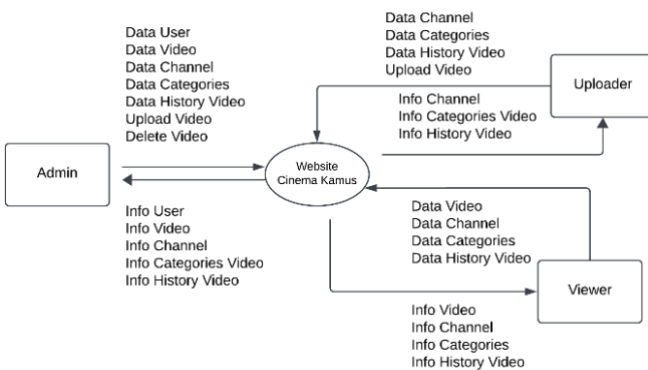 Data User
Data Video
Data Channel
Data Categories
Data History Video
Upload Video
Delete Video
Data Channel
Data Categories
Data History Video
Upload Video
Uploader
Info Channel
Info Categories Video
Info History Video
Admin
Website
Cinema Kamus
Info User
Info Video
Info Channel
Info Categories Video
Info History Video
Data Video
Data Channel
Data Categories
Data History Video
Viewer
Info Video
Info Channel
Info Categories
Info History Video